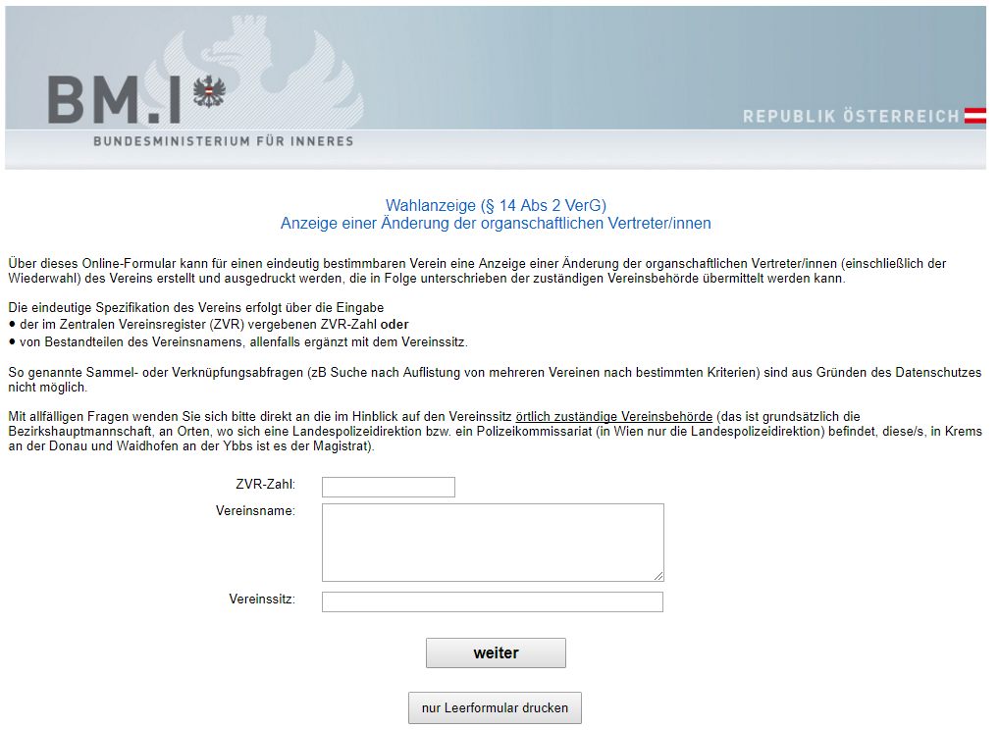 BM.I
REPUBLIK ÖSTERREICH
BUNDESMINISTERIUM FÜR INNERES
Wahlanzeige (§ 14 Abs 2 VerG)
Anzeige einer Änderung der organschaftlichen Vertreter/innen
Über dieses Online-Formular kann für einen eindeutig bestimmbaren Verein eine Anzeige einer Änderung der organschaftlichen Vertreter/innen (einschließlich der
Wiederwahl) des Vereins erstellt und ausgedruckt werden, die in Folge unterschrieben der zuständigen Vereinsbehörde übermittelt werden kann.
Die eindeutige Spezifikation des Vereins erfolgt über die Eingabe
● der im Zentralen Vereinsregister (ZVR) vergebenen ZVR-Zahl oder
● von Bestandteilen des Vereinsnamens, allenfalls ergänzt mit dem Vereinssitz.
So genannte Sammel- oder Verknüpfungsabfragen (zB Suche nach Auflistung von mehreren Vereinen nach bestimmten Kriterien) sind aus Gründen des Datenschutzes
nicht möglich.
Mit allfälligen Fragen wenden Sie sich bitte direkt an die im Hinblick auf den Vereinssitz örtlich zuständige Vereinsbehörde (das ist grundsätzlich die
Bezirkshauptmannschaft, an Orten, wo sich eine Landespolizeidirektion bzw. ein Polizeikommissariat (in Wien nur die Landespolizeidirektion) befindet, diese/s, in Krems
an der Donau und Waidhofen an der Ybbs ist es der Magistrat).
ZVR-Zahl:
Vereinsname:
Vereinssitz:
weiter
nur Leerformular drucken